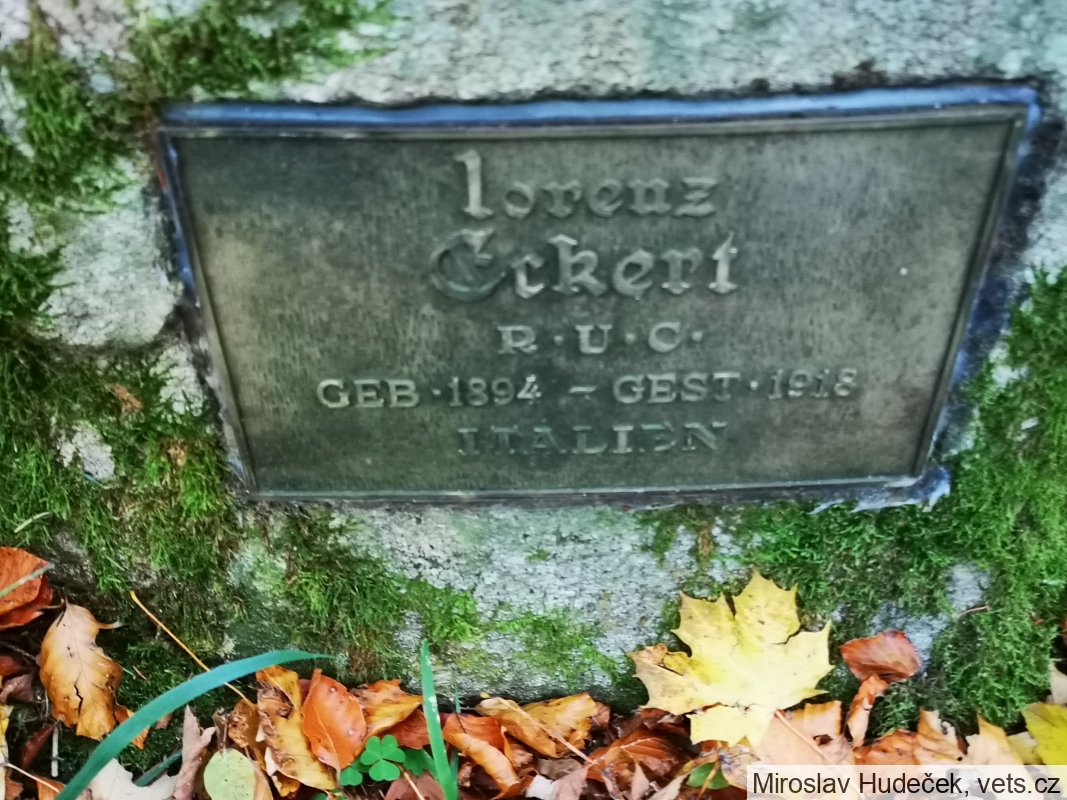 Lorenz
Eckert
R·U·C·
GEB·1894 – GEST·1918
ITALIEN
Miroslav Hudeček, vets.cz